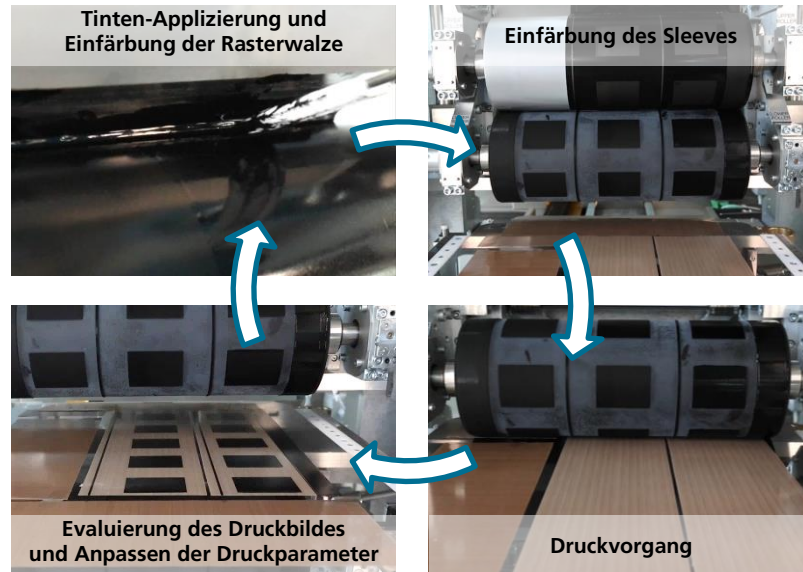 Tinten-Applizierung und
Einfärbung der Rasterwalze
Einfärbung des Sleeves
Evaluierung des Druckbildes
und Anpassen der Druckparameter
Druckvorgang